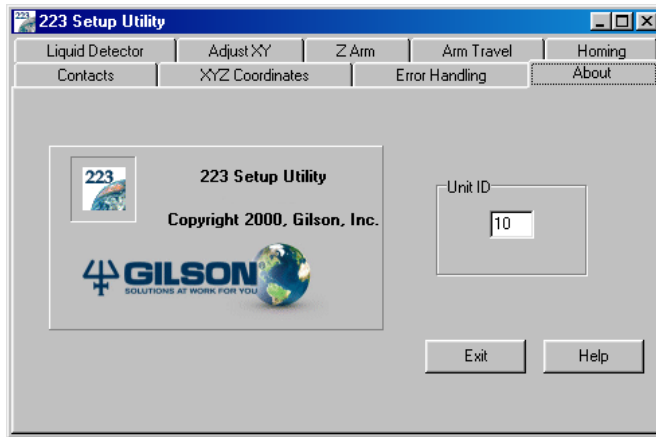 223 Setup Utility
Liquid Detector Adjust XY Z Arm Arm Travel Homing
Contacts XYZ Coordinates Error Handling About
223
223 Setup Utility
Copyright 2000, Gilson, Inc.
GILSON
SOLUTIONS AT WORK FOR YOU
Unit ID
10
Exit Help